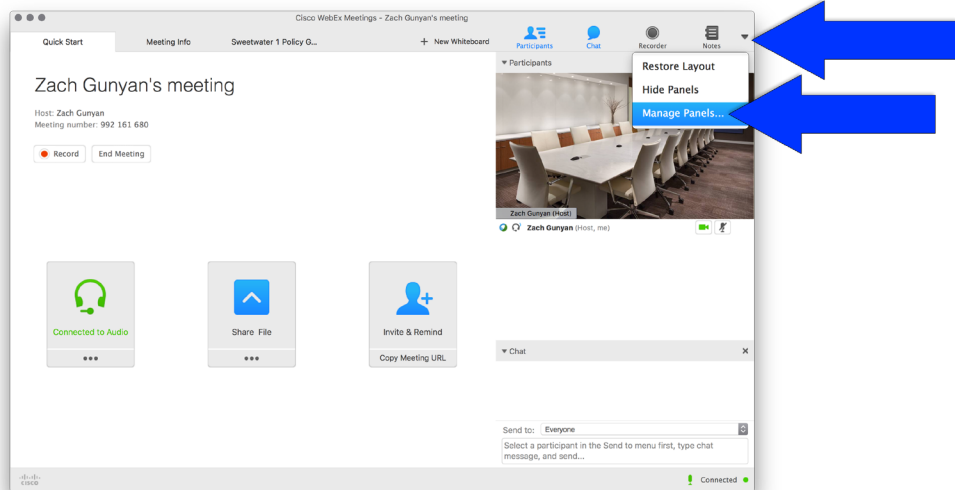 Cisco WebEx Meetings - Zach Gunyan's meeting
Quick Start
Meeting Info
Sweetwater 1 Policy G...
+ New Whiteboard
Participants
Chat
Recorder
Notes
Participants
Restore Layout
Hide Panels
Manage Panels...
Zach Gunyan's meeting
Host: Zach Gunyan
Meeting number: 992 161 680
Record
End Meeting
Zach Gunyan (Host)
Zach Gunyan (Host, me)
Connected to Audio
Share File
Invite & Remind
Copy Meeting URL
Chat
Send to: Everyone
Select a participant in the Send to menu first, type chat
message, and send...
CISCO
Connected